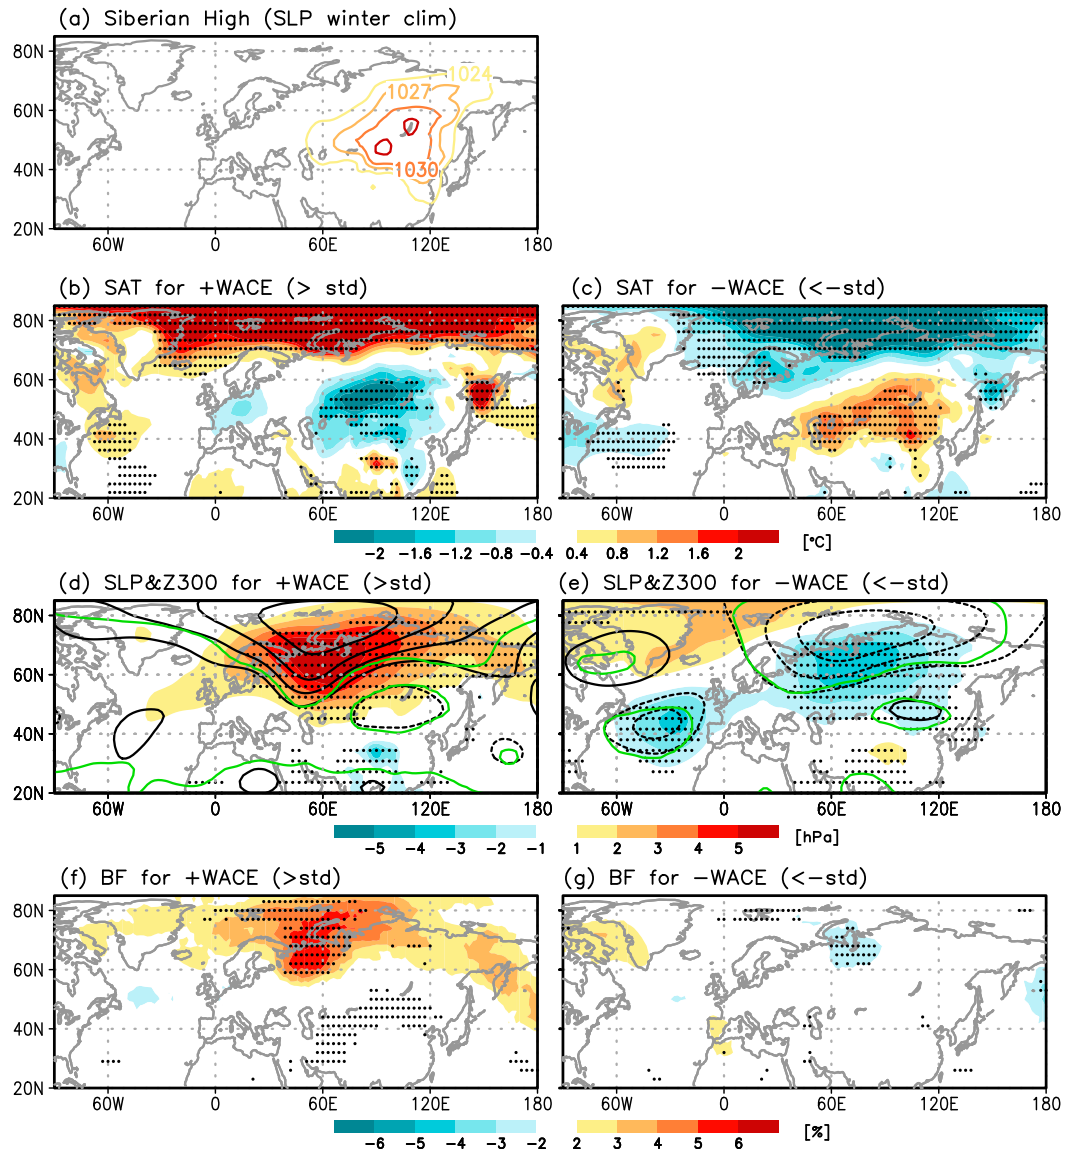 (a) Siberian High (SLP winter clim)
80N
60N
40N
20N
1024
1027
1030
60W 0 60E 120E 180
(b) SAT for +WACE (> std)
(c) SAT for −WACE (<−std)
80N
60N
40N
20N
60W 0 60E 120E 180
60W 0 60E 120E 180
−2 −1.6 −1.2 −0.8 −0.4 0.4 0.8 1.2 1.6 2 [°C]
(d) SLP&Z300 for +WACE (>std)
(e) SLP&Z300 for −WACE (<−std)
80N
60N
40N
20N
60W 0 60E 120E 180
60W 0 60E 120E 180
−5 −4 −3 −2 −1 1 2 3 4 5 [hPa]
(f) BF for +WACE (>std)
(g) BF for −WACE (<−std)
80N
60N
40N
20N
60W 0 60E 120E 180
60W 0 60E 120E 180
−6 −5 −4 −3 −2 2 3 4 5 6 [%]